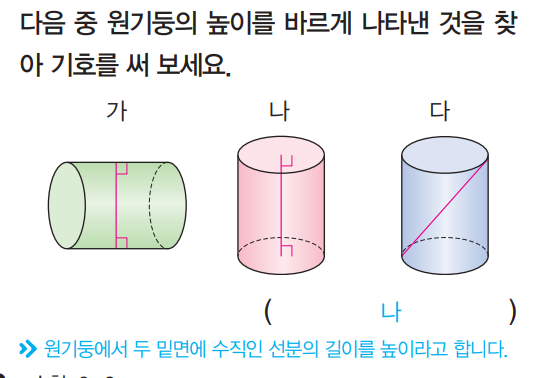 다음 중 원기둥의 높이를 바르게 나타낸 것을 찾
아 기호를 써 보세요.
가 나 다
( 나 )
원기둥에서 두 밑면에 수직인 선분의 길이를 높이라고 합니다.